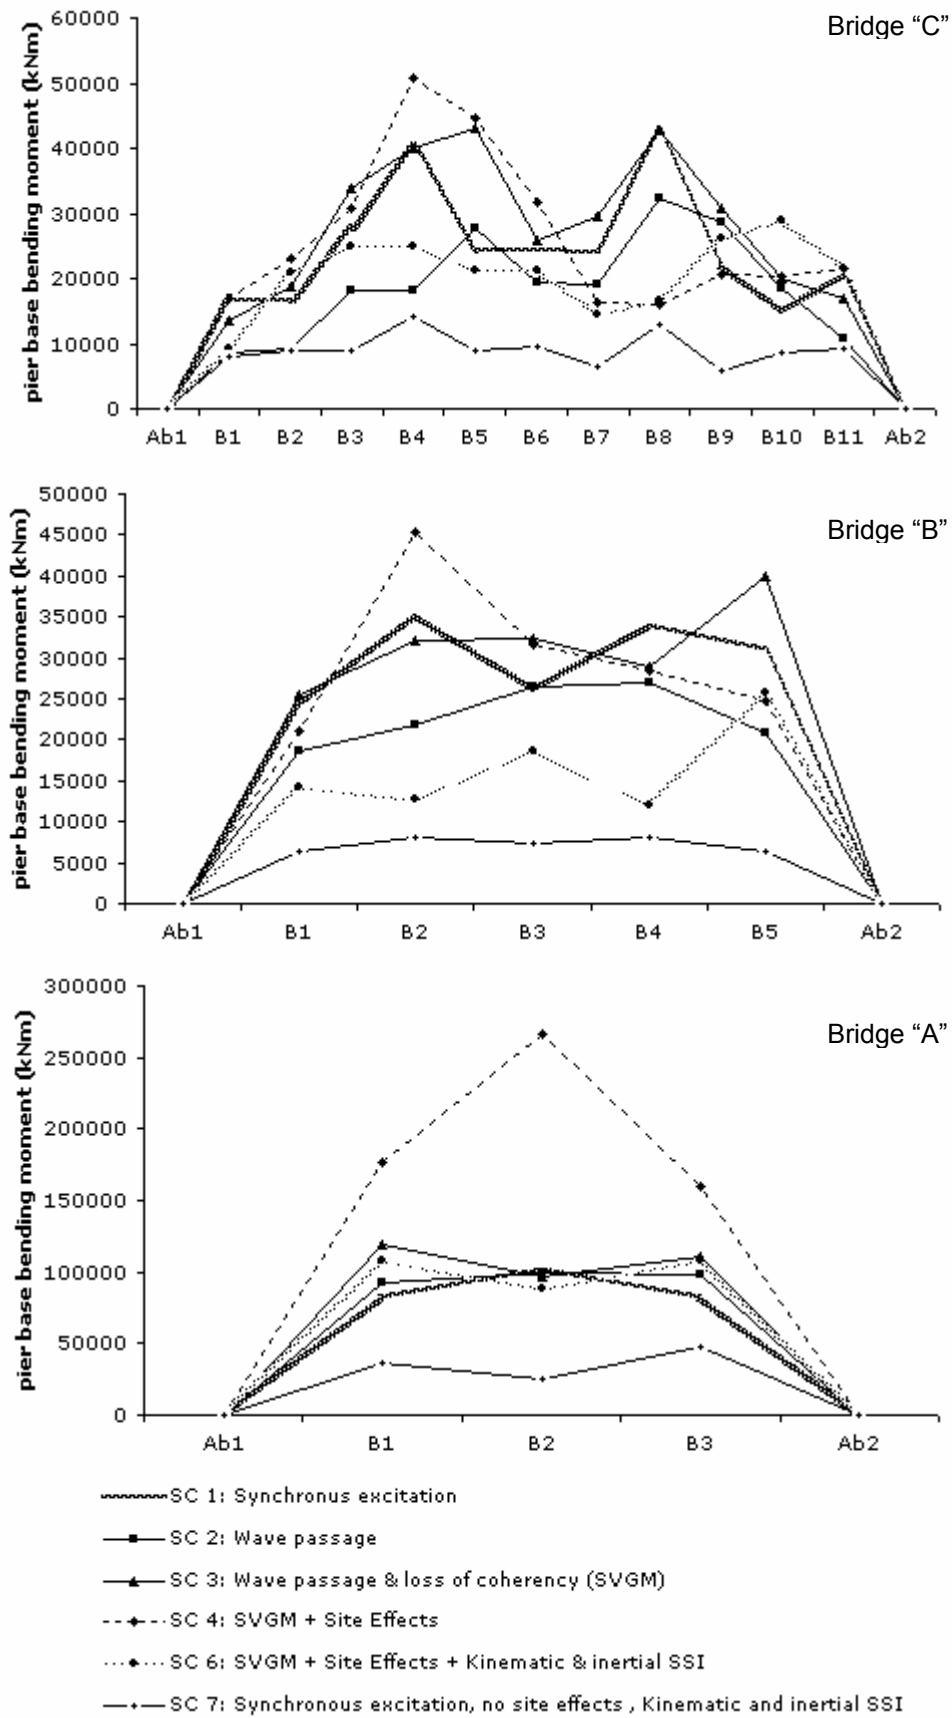 Bridge “C”
pier base bending moment (kNm)
60000
50000
40000
30000
20000
10000
0
Ab1 B1 B2 B3 B4 B5 B6 B7 B8 B9 B10 B11 Ab2
Bridge “B”
pier base bending moment (kNm)
50000
45000
40000
35000
30000
25000
20000
15000
10000
5000
0
Ab1 B1 B2 B3 B4 B5 Ab2
Bridge “A”
pier base bending moment (kNm)
300000
250000
200000
150000
100000
50000
0
Ab1 B1 B2 B3 Ab2
SC 1: Synchronus excitation
SC 2: Wave passage
SC 3: Wave passage & loss of coherency (SVGM)
SC 4: SVGM + Site Effects
SC 6: SVGM + Site Effects + Kinematic & inertial SSI
SC 7: Synchronous excitation, no site effects , Kinematic and inertial SSI